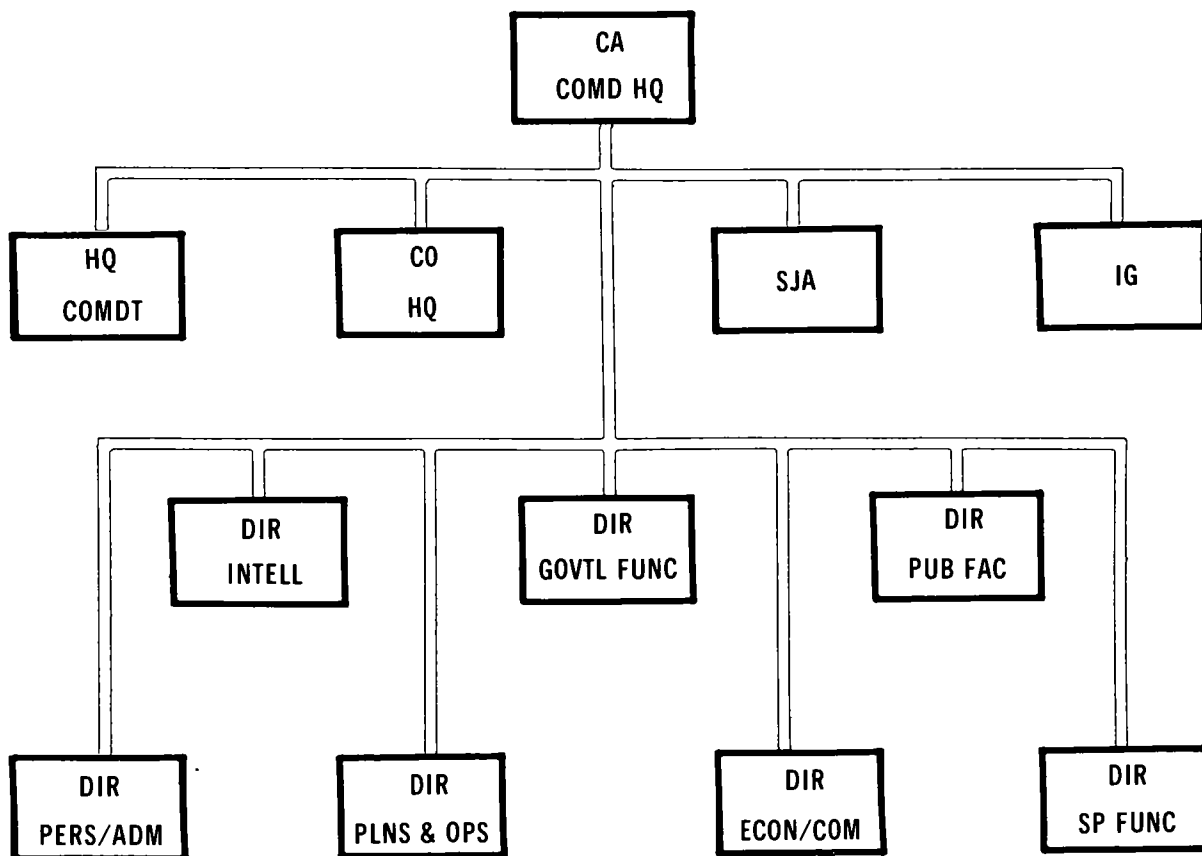 CA
COMD HQ
HQ
COMDT
CO
HQ
SJA
IG
DIR
INTELL
DIR
GOVTL FUNC
DIR
PUB FAC
DIR
PERS/ADM
DIR
PLNS & OPS
DIR
ECON/COM
DIR
SP FUNC